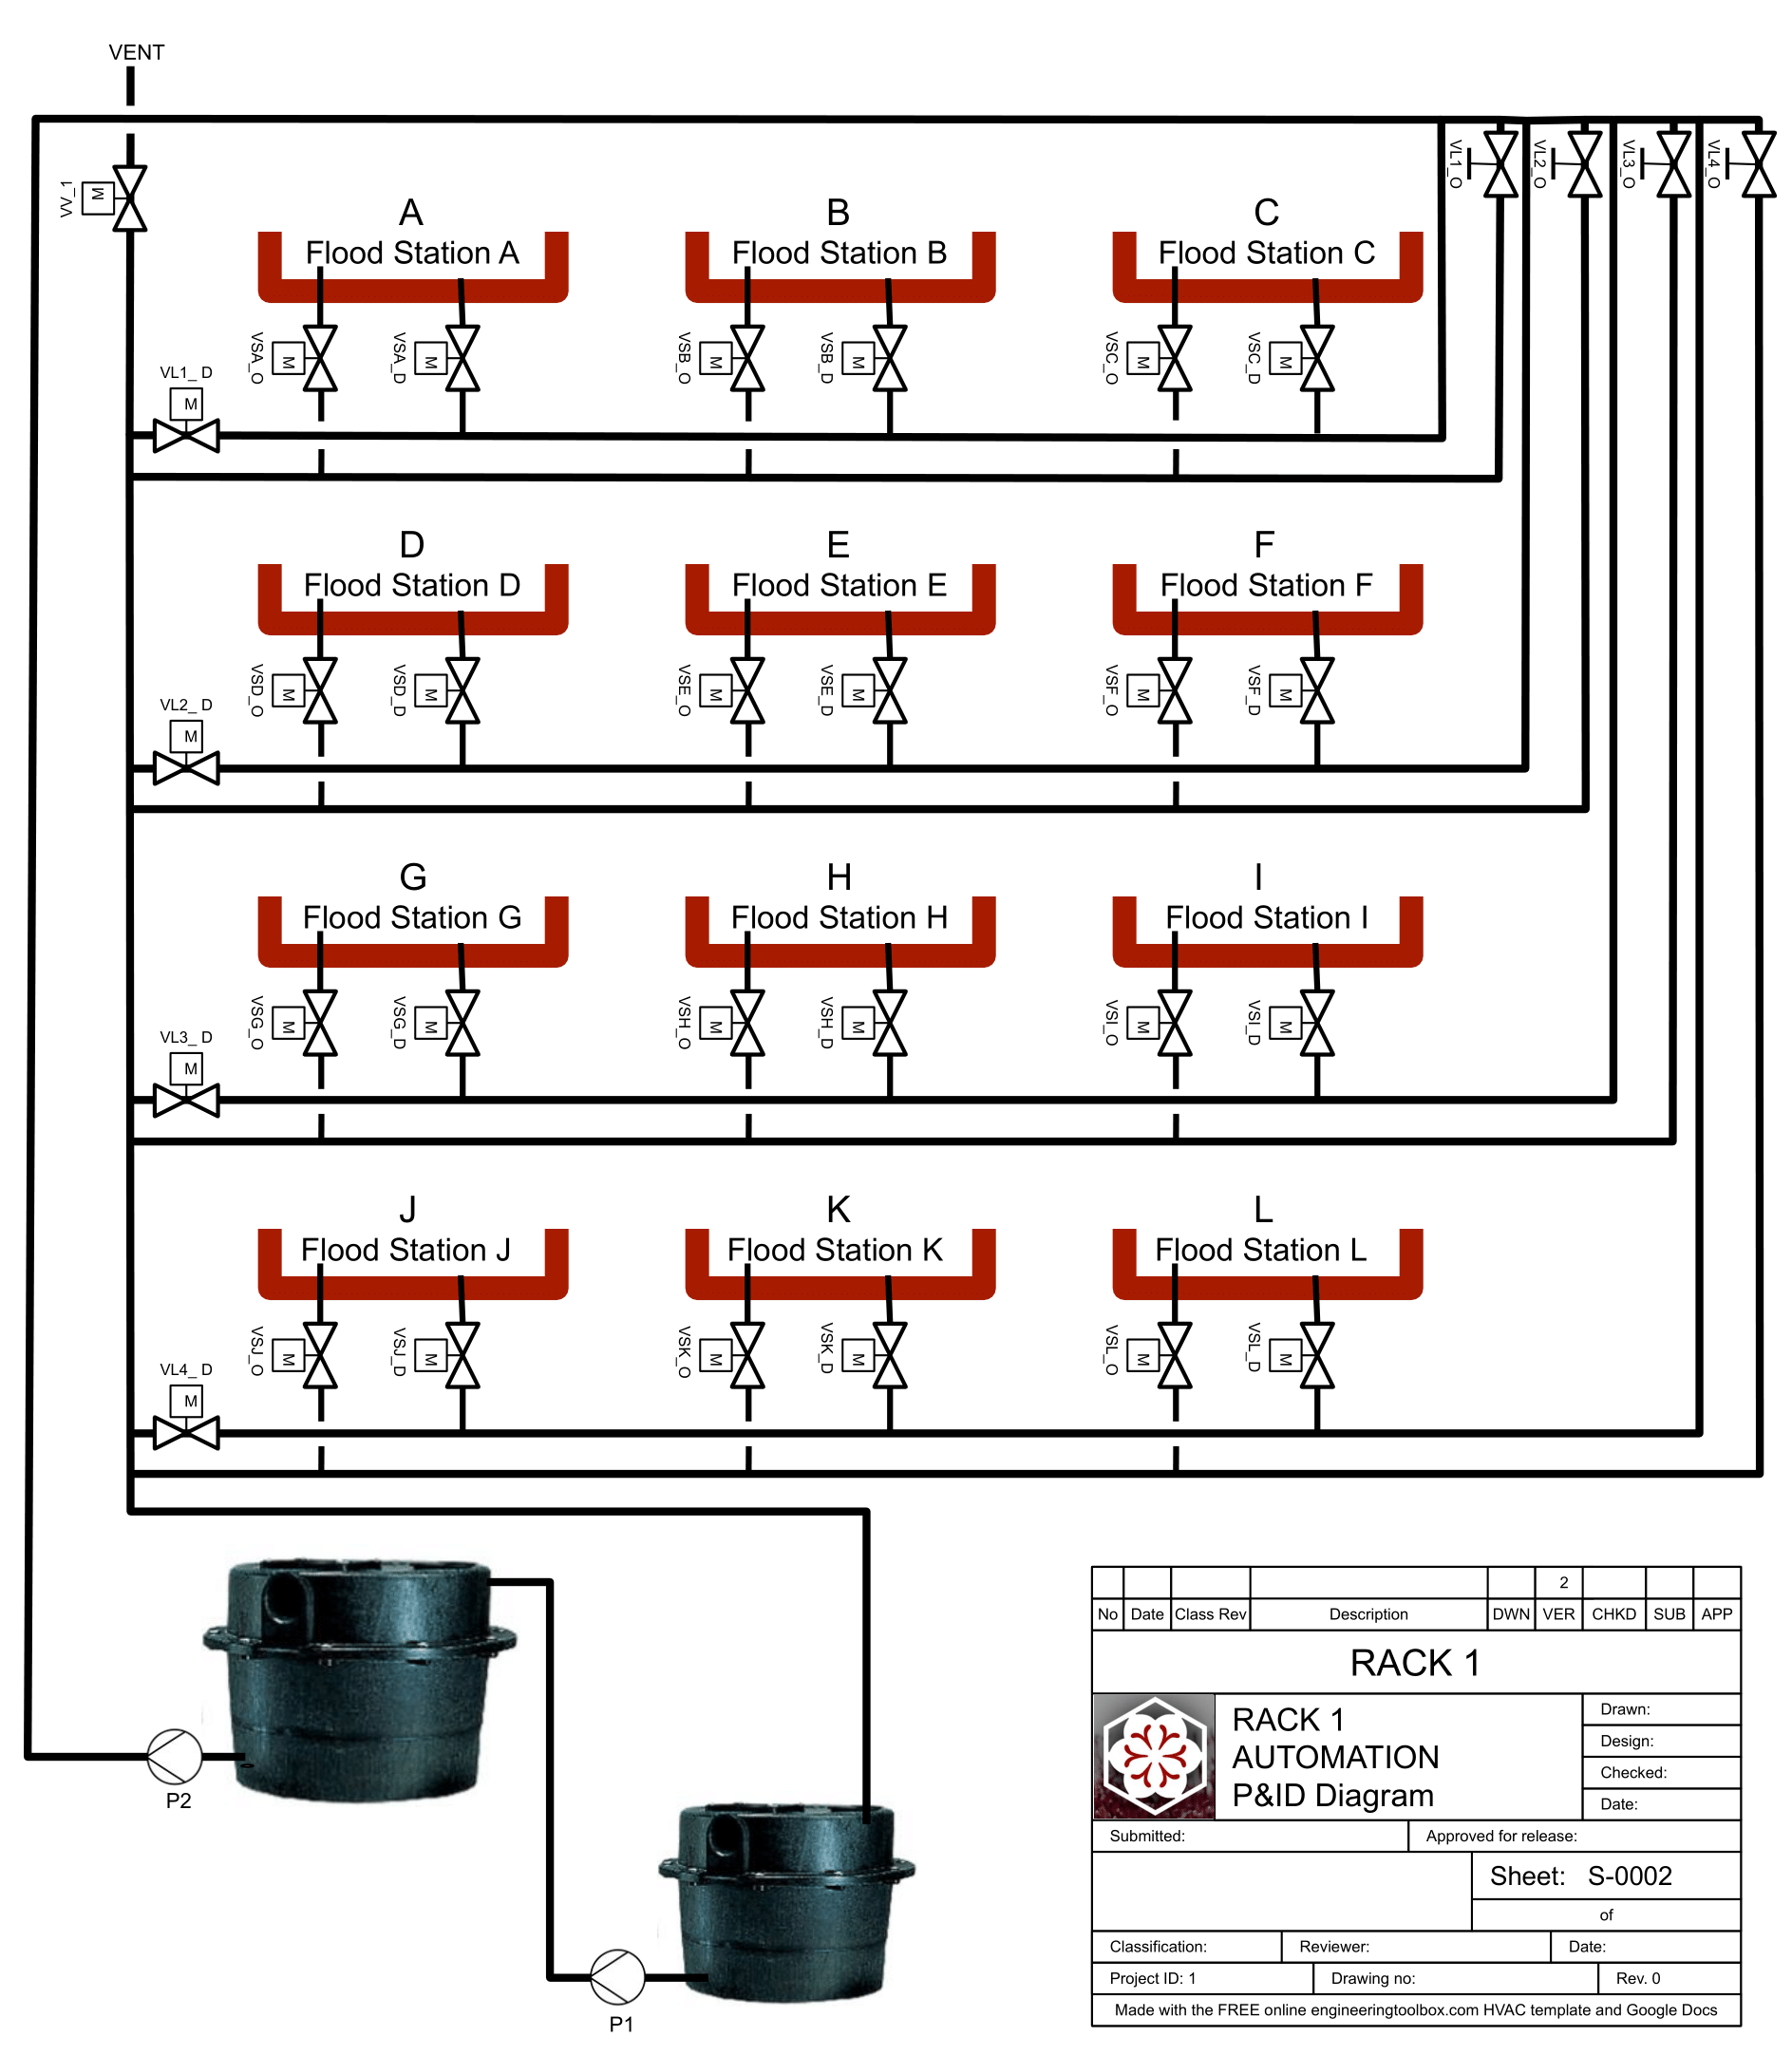 VENT
VV_1
M
VL1_O
VL2_O
VL3_O
VL4_O
A
Flood Station A
B
Flood Station B
C
Flood Station C
VSA_O
M
VSA_D
M
VSB_O
M
VSB_D
M
VSC_O
M
VSC_D
M
VL1_ D
M
D
Flood Station D
E
Flood Station E
F
Flood Station F
VSD_O
M
VSD_D
M
VSE_O
M
VSE_D
M
VSF_O
M
VSF_D
M
VL2_ D
M
G
Flood Station G
H
Flood Station H
I
Flood Station I
VSG_O
M
VSG_D
M
VSH_O
M
VSH_D
M
VSI_O
M
VSI_D
M
VL3_ D
M
J
Flood Station J
K
Flood Station K
L
Flood Station L
VSJ_O
M
VSJ_D
M
VSK_O
M
VSK_D
M
VSL_O
M
VSL_D
M
VL4_ D
M
P2
P1
2
No Date Class Rev Description DWN VER CHKD SUB APP
RACK 1
RACK 1
AUTOMATION
P&ID Diagram
Drawn:
Design:
Checked:
Date:
Submitted: Approved for release:
Sheet: S-0002
of
Classification: Reviewer: Date:
Project ID: 1 Drawing no: Rev. 0
Made with the FREE online engineeringtoolbox.com HVAC template and Google Docs